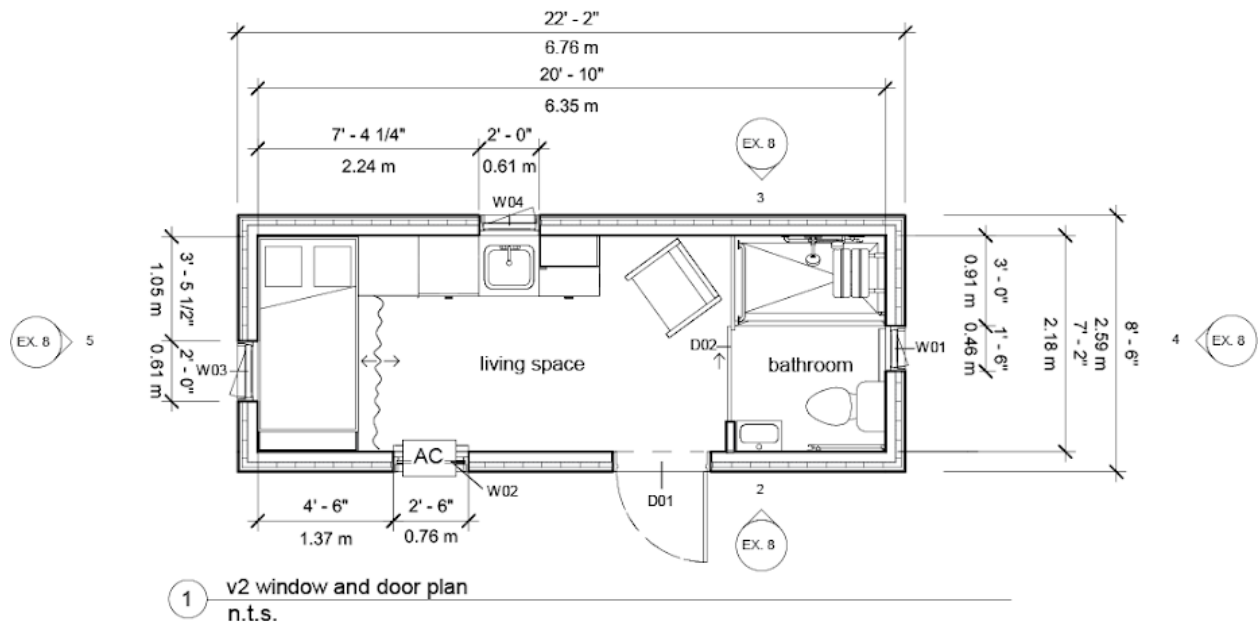 22' - 2"
6.76 m
20' - 10"
6.35 m
7' - 4 1/4"
2' - 0"
2.24 m
0.61 m
EX. 8
3
W04
3' - 5 1/2"
1.05 m
2' - 0"
0.61 m
EX. 8
5
W03
living space
D02
bathroom
W01
3' - 0"
0.91 m
1' - 6"
0.46 m
7' - 2"
2.18 m
8' - 6"
2.59 m
4
EX. 8
AC
W02
D01
2
EX. 8
4' - 6"
2' - 6"
1.37 m
0.76 m
1
v2 window and door plan
n.t.s.